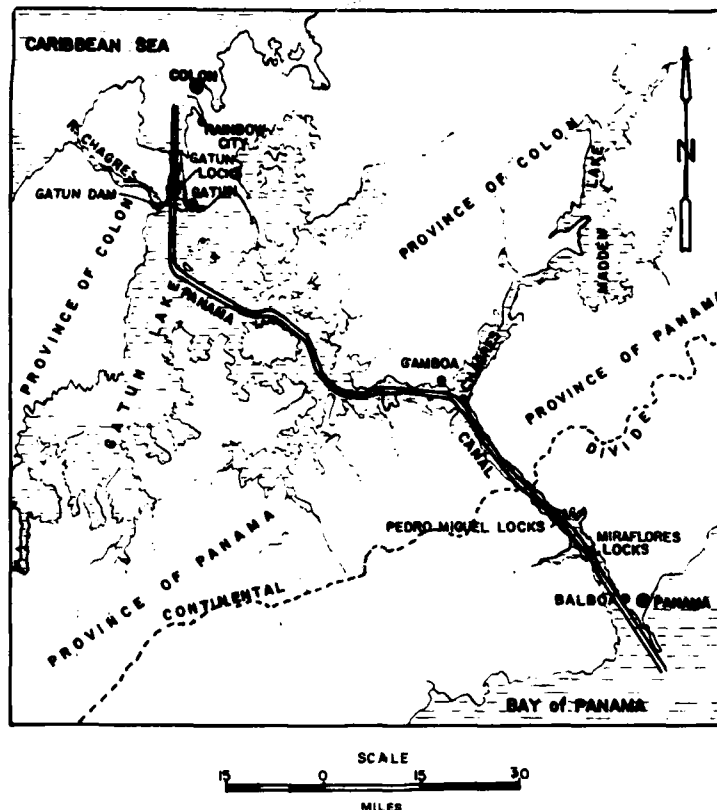 CARIBBEAN SEA
COLON
RAINBOW
CITY
R. CHAGRES
GATUN
LOCKS
GATUN DAM
GATUN
N
PROVINCE OF COLON
PROVINCE OF COLON
LAKE
MADDEN
GATUN LAKE
PANAMA
CANAL
GAMBOA
CHAGRES
PROVINCE OF PANAMA
DIVIDE
PEDRO MIGUEL LOCKS
MIRAFLORES
LOCKS
PROVINCE OF PANAMA
CONTINENTAL
BALBOA
PANAMA
BAY of PANAMA
SCALE
15 0 15 30
MILES